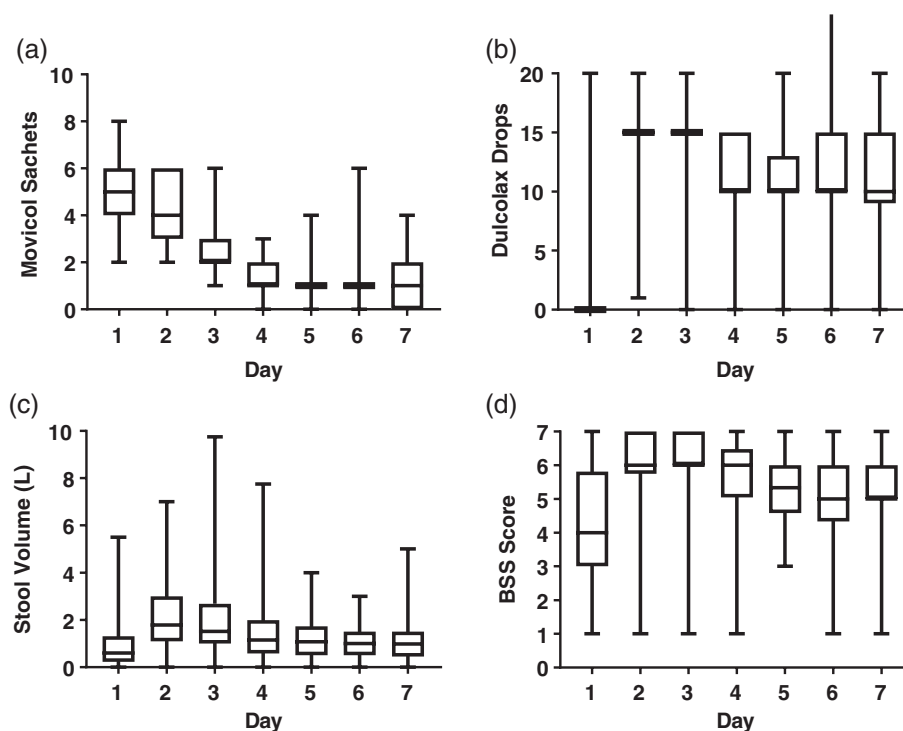 (a)
10
8
6
4
2
0
Movicol Sachets
1 2 3 4 5 6 7
Day
(b)
20
15
10
5
0
Dulcolax Drops
1 2 3 4 5 6 7
Day
(c)
10
8
6
4
2
0
Stool Volume (L)
1 2 3 4 5 6 7
Day
(d)
7
6
5
4
3
2
1
0
BSS Score
1 2 3 4 5 6 7
Day